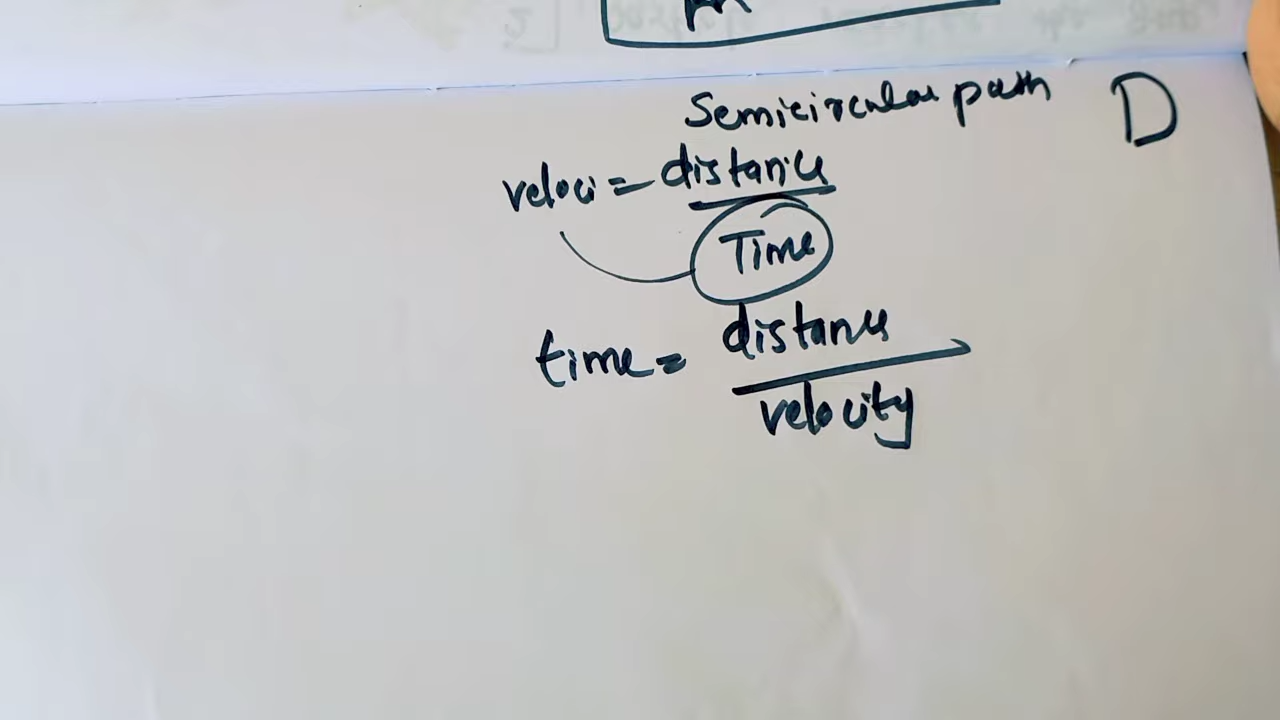 Semicircular path D
veloci = distance
Time
time = distance
velocity